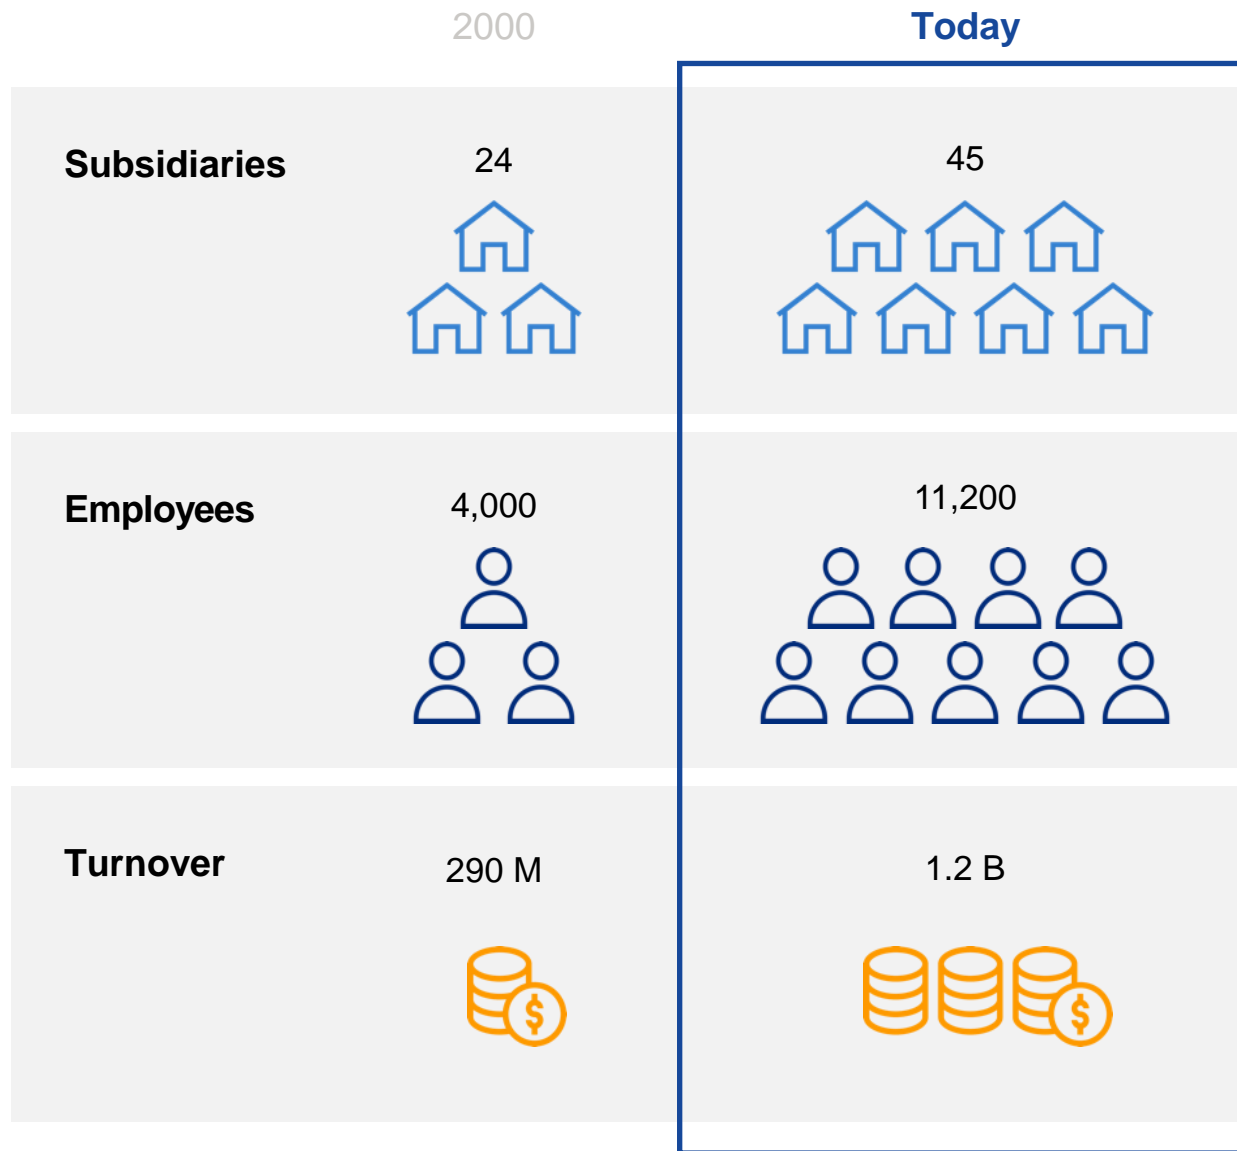 2000 Today
Subsidiaries 24 45
Employees 4,000 11,200
Turnover 290 M 1.2 B
$ $